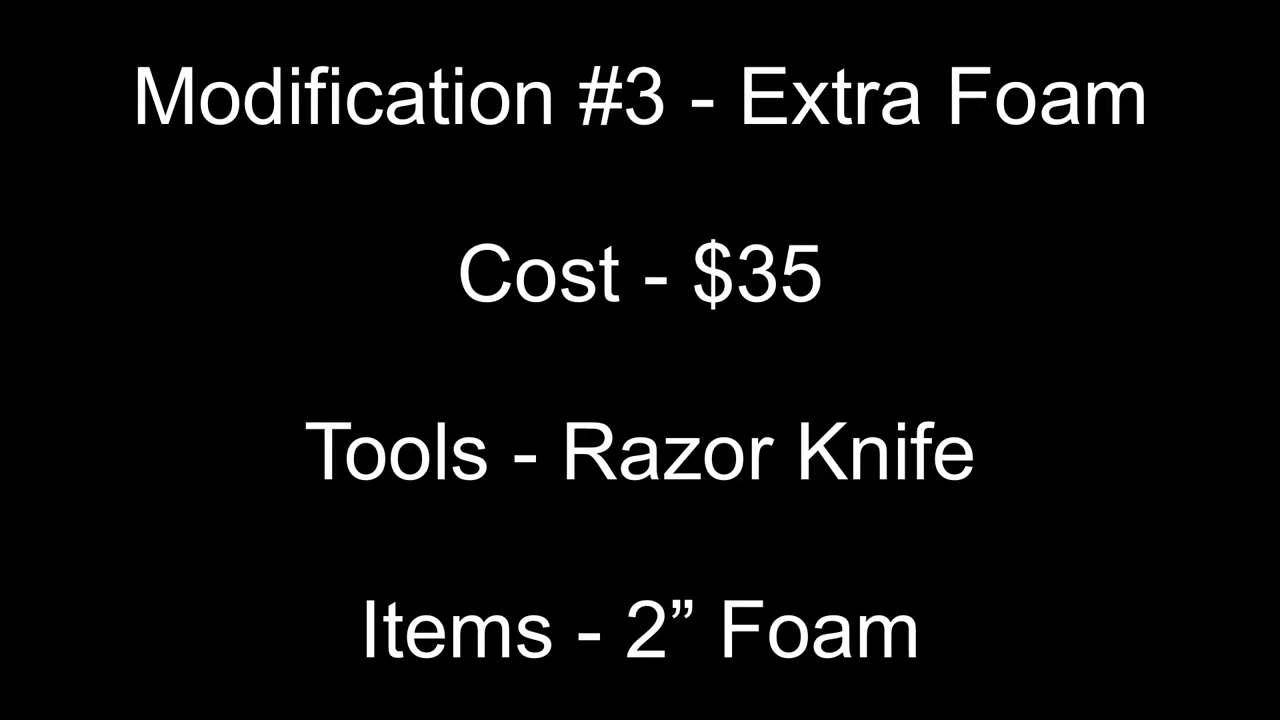 Modification #3 - Extra Foam
Cost - $35
Tools - Razor Knife
Items - 2” Foam